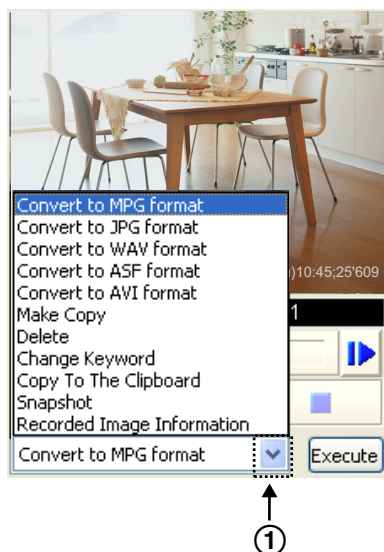 Convert to MPG format
Convert to JPG format
Convert to WAV format
Convert to ASF format
Convert to AVI format
)10:45;25'609
Make Copy
1
Delete
Change Keyword
Copy To The Clipboard
Snapshot
Recorded Image Information
Convert to MPG format
Execute
①